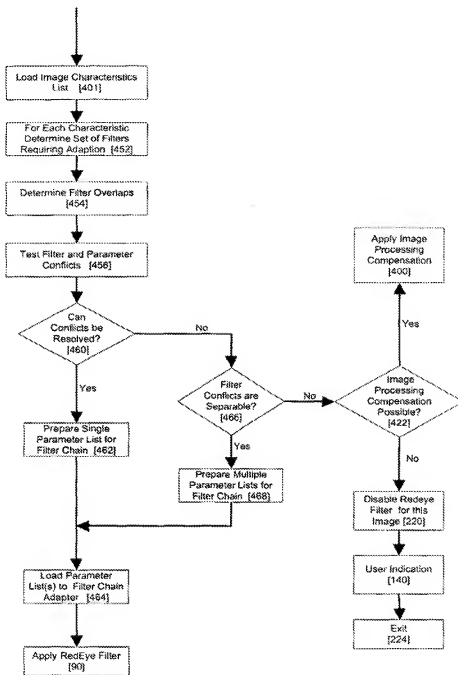 Load Image Characteristics
List [401]
For Each Characteristic
Determine Set of Filters
Requiring Adaption [452]
Determine Filter Overlaps
[454]
Test Filter and Parameter
Conflicts [456]
Can
Conflicts be
Resolved?
[460]
No
Yes
Prepare Single
Parameter List for
Filter Chain [462]
Filter
Conflicts are
Separable?
[466]
No
Yes
Prepare Multiple
Parameter Lists for
Filter Chain [468]
Load Parameter
List(s) to Filter Chain
Adapter [464]
Apply RedEye Filter
[90]
Apply Image
Processing
Compensation
[400]
Yes
Image
Processing
Compensation
Possible?
[422]
No
Disable Redeye
Filter for this
Image [220]
User Indication
[140]
Exit
[224]